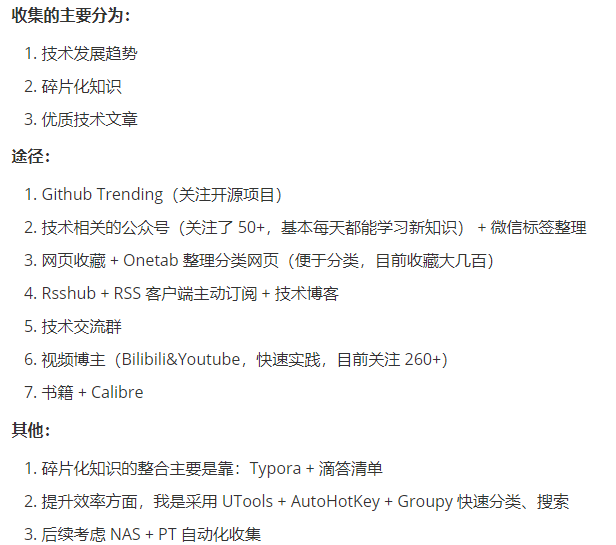 收集的主要分为：
1. 技术发展趋势
2. 碎片化知识
3. 优质技术文章
途径：
1. Github Trending（关注开源项目）
2. 技术相关的公众号（关注了 50+，基本每天都能学习新知识） + 微信标签整理
3. 网页收藏 + Onetab 整理分类网页（便于分类，目前收藏大几百）
4. Rsshub + RSS 客户端主动订阅 + 技术博客
5. 技术交流群
6. 视频博主（Bilibili&Youtube，快速实践，目前关注 260+）
7. 书籍 + Calibre
其他：
1. 碎片化知识的整合主要是靠：Typora + 滴答清单
2. 提升效率方面，我是采用 UTools + AutoHotKey + Groupy 快速分类、搜索
3. 后续考虑 NAS + PT 自动化收集